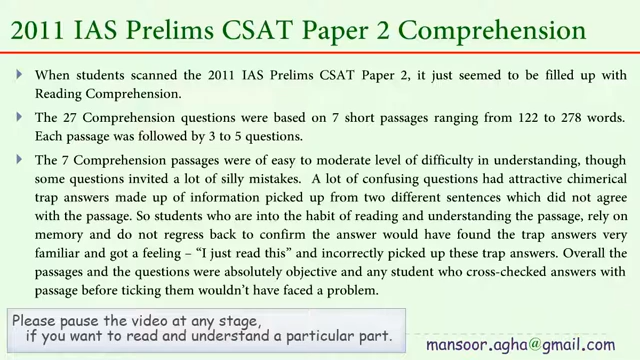 2011 IAS Prelims CSAT Paper 2 Comprehension
When students scanned the 2011 IAS Prelims CSAT Paper 2, it just seemed to be filled up with
Reading Comprehension.
The 27 Comprehension questions were based on 7 short passages ranging from 122 to 278 words.
Each passage was followed by 3 to 5 questions.
The 7 Comprehension passages were of easy to moderate level of difficulty in understanding, though
some questions invited a lot of silly mistakes. A lot of confusing questions had attractive chimerical
trap answers made up of information picked up from two different sentences which did not agree
with the passage. So students who are into the habit of reading and understanding the passage, rely on
memory and do not regress back to confirm the answer would have found the trap answers very
familiar and got a feeling – “I just read this” and incorrectly picked up these trap answers. Overall the
passages and the questions were absolutely objective and any student who cross-checked answers with
passage before ticking them wouldn’t have faced a problem.
Please pause the video at any stage,
if you want to read and understand a particular part.
mansoor.agha@gmail.com